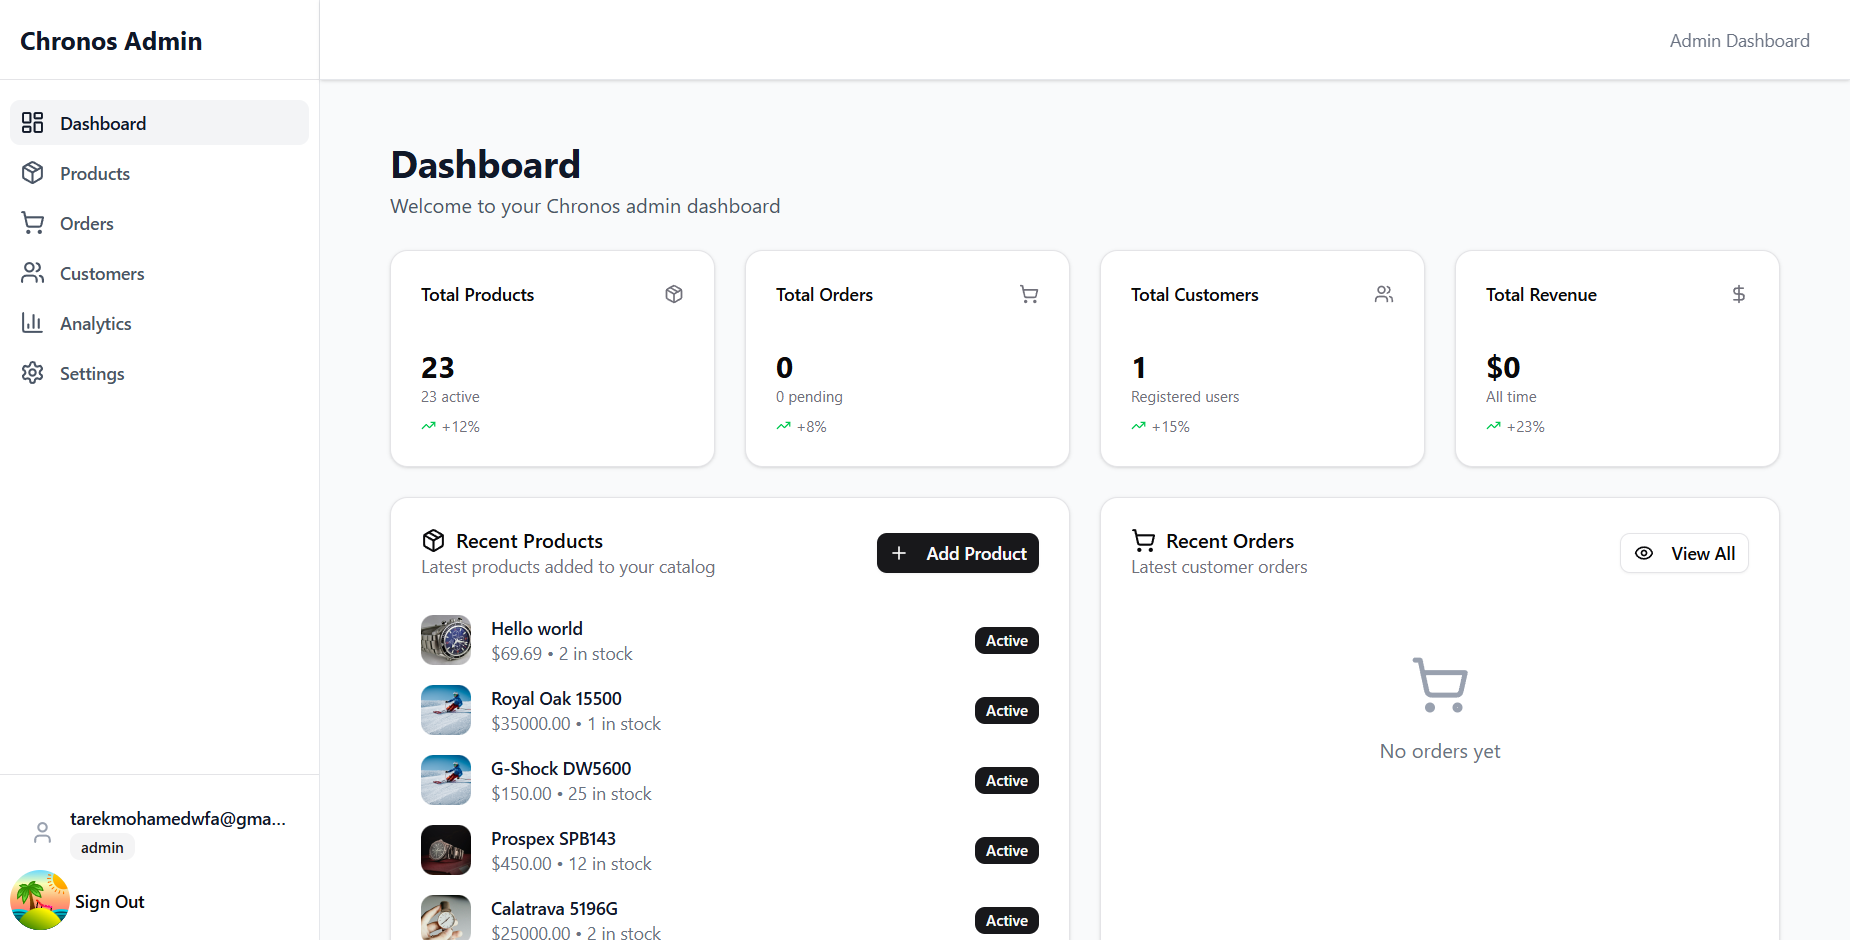 Chronos Admin
Admin Dashboard
Dashboard
Products
Orders
Customers
Analytics
Settings
tarekmohamedwfa@gma...
admin
Sign Out
Dashboard
Welcome to your Chronos admin dashboard
Total Products
23
23 active
+12%
Total Orders
0
0 pending
+8%
Total Customers
1
Registered users
+15%
Total Revenue
$
$0
All time
+23%
Recent Products
Latest products added to your catalog
Add Product
Hello world
$69.69 • 2 in stock
Active
Royal Oak 15500
$35000.00 • 1 in stock
Active
G-Shock DW5600
$150.00 • 25 in stock
Active
Prospex SPB143
$450.00 • 12 in stock
Active
Calatrava 5196G
$25000.00 • 2 in stock
Active
Recent Orders
Latest customer orders
View All
No orders yet